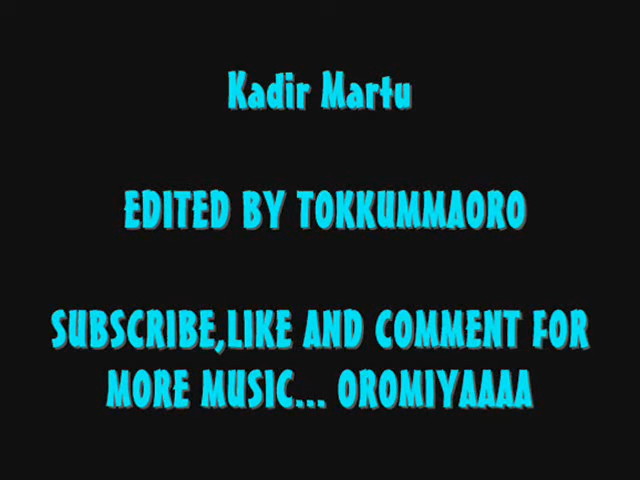 Kadir Martu
EDITED BY TOKKUMMAORO
SUBSCRIBE,LIKE AND COMMENT FOR
MORE MUSIC... OROMIYAAAA